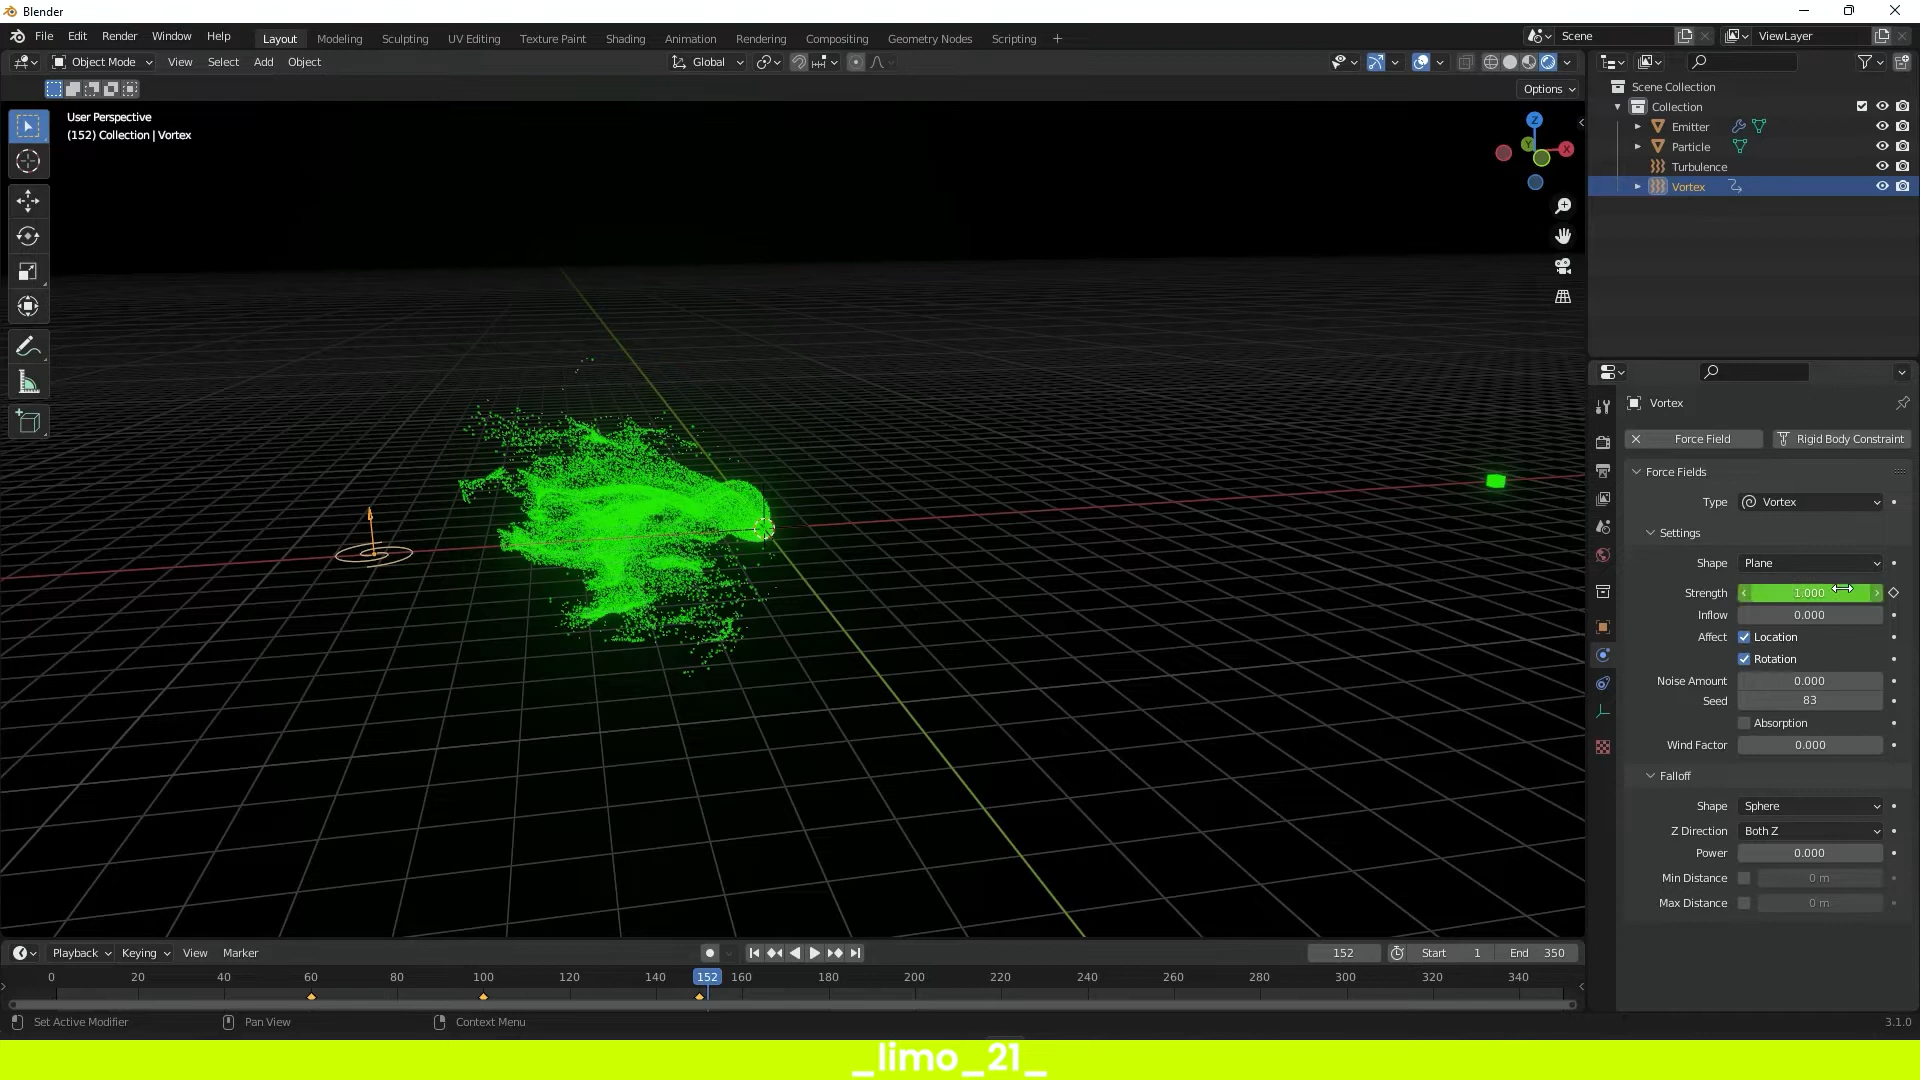 Blender
File Edit Render Window Help
Layout Modeling Sculpting UV Editing Texture Paint Shading Animation Rendering Compositing Geometry Nodes Scripting
Scene
ViewLayer
Object Mode View Select Add Object
Global
Options
User Perspective
(152) Collection | Vortex
Z
Y
X
Scene Collection
Collection
Emitter
Particle
Turbulence
Vortex
Vortex
Force Field
Rigid Body Constraint
Force Fields
Type Vortex
Settings
Shape Plane
Strength 1.000
Inflow 0.000
Affect Location
Rotation
Noise Amount 0.000
Seed 83
Absorption
Wind Factor 0.000
Falloff
Shape Sphere
Z Direction Both Z
Power 0.000
Min Distance 0 m
Max Distance 0 m
Playback Keying View Marker
152 Start 1 End 350
0 20 40 60 80 100 120 140 152 160 180 200 220 240 260 280 300 320 340
Set Active Modifier Pan View Context Menu 3.1.0
_limo_21_